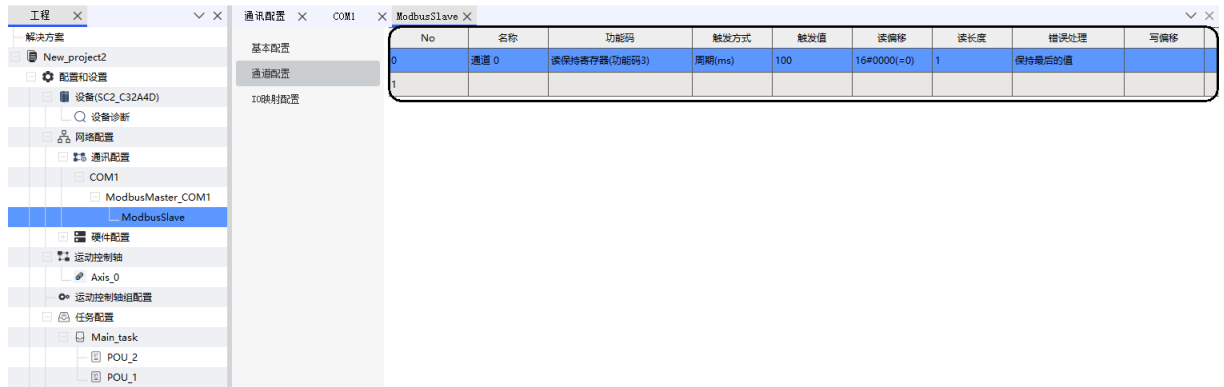 工程
通讯配置 COM1 ModbusSlave
解决方案
New_project2
配置和设置
设备(SC2_C32A4D)
设备诊断
网络配置
通讯配置
COM1
ModbusMaster_COM1
ModbusSlave
硬件配置
运动控制轴
Axis_0
运动控制轴组配置
任务配置
Main_task
POU_2
POU_1
基本配置
通道配置
IO映射配置
No 名称 功能码 触发方式 触发值 读偏移 读长度 错误处理 写偏移
0 通道 0 读保持寄存器(功能码3) 周期(ms) 100 16#0000(=0) 1 保持最后的值
1